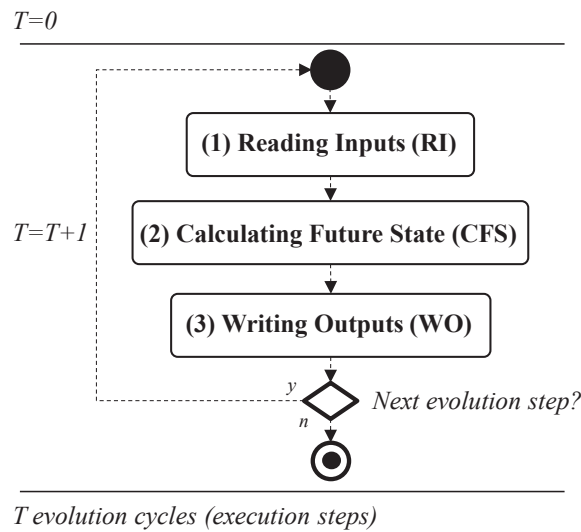 T=0
(1) Reading Inputs (RI)
(2) Calculating Future State (CFS)
T=T+1
(3) Writing Outputs (WO)
y
Next evolution step?
n
T evolution cycles (execution steps)